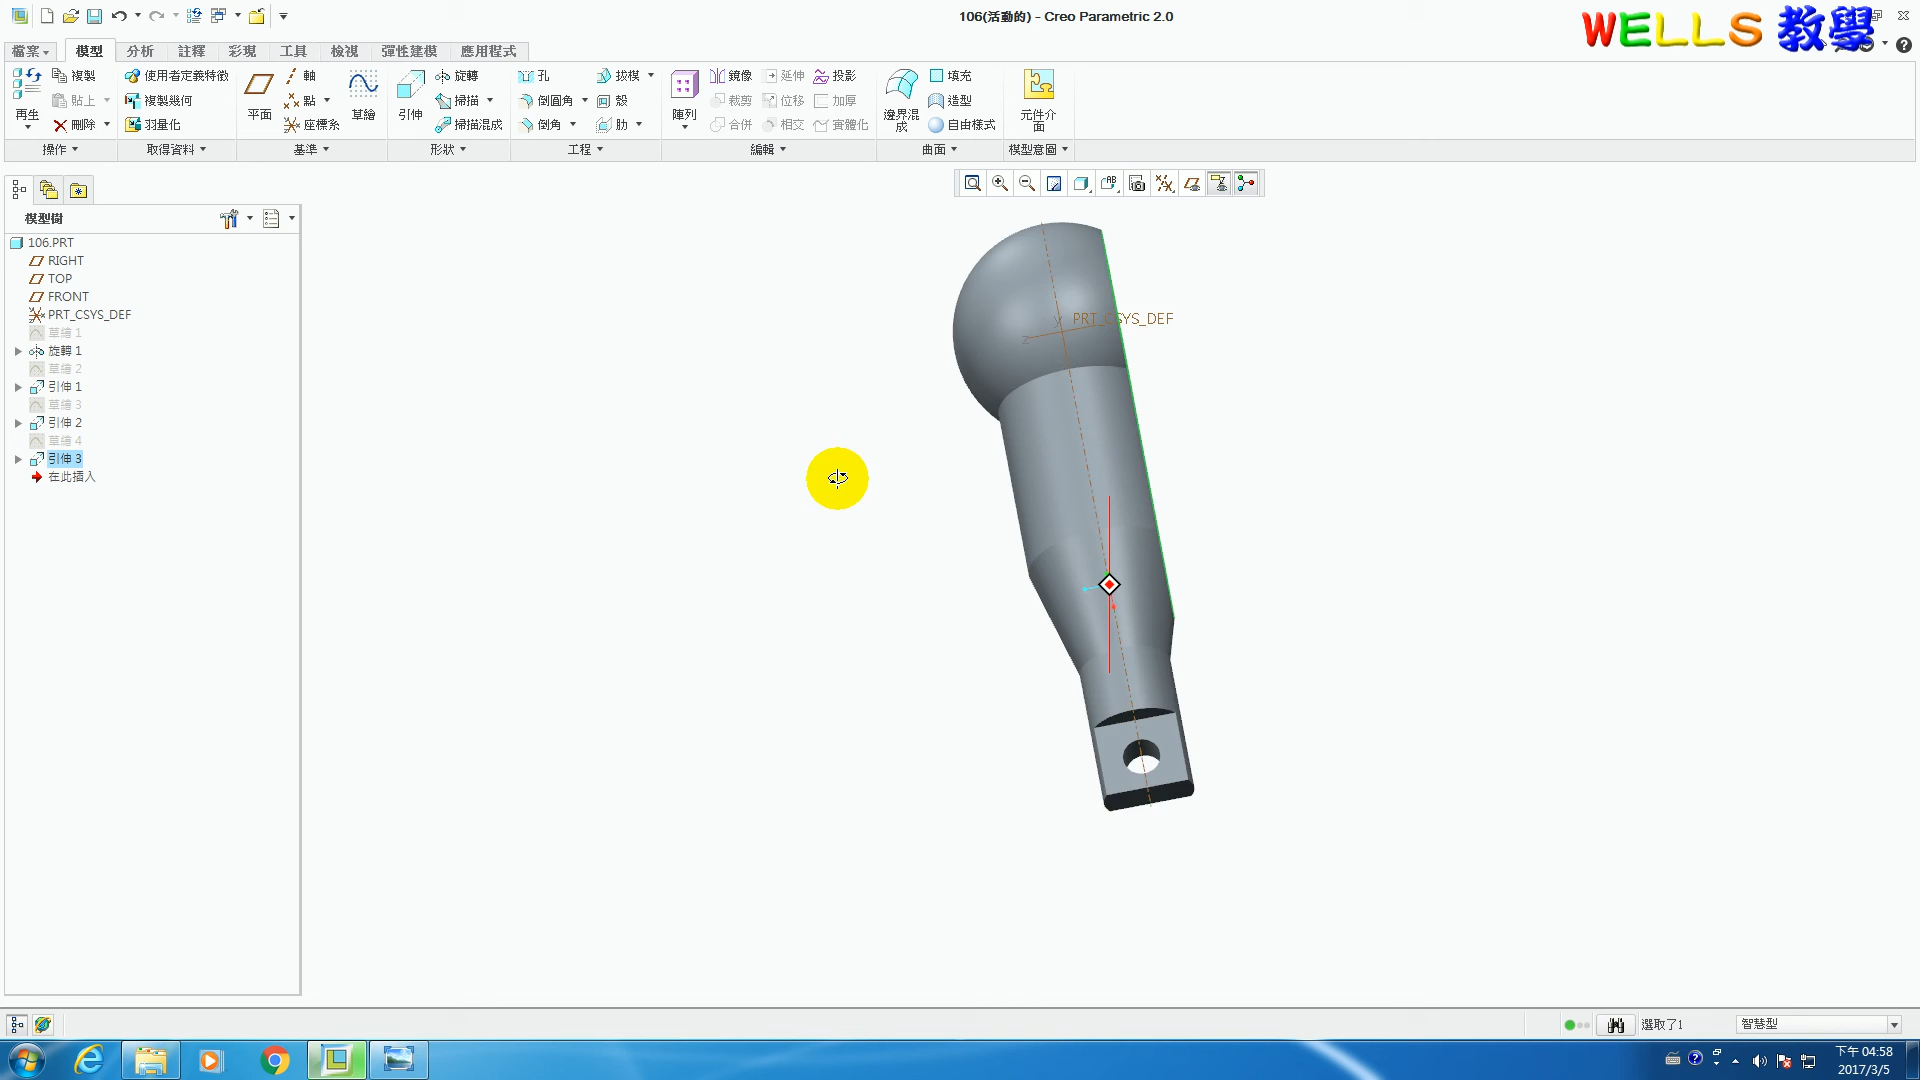 106(活動的) - Creo Parametric 2.0
WELLS 教學
檔案 模型 分析 註釋 彩現 工具 檢視 彈性建模 應用程式
再生
複製
貼上
刪除
操作
使用者定義特徵
複製幾何
羽量化
取得資料
平面
軸
點
座標系
草繪
基準
引伸
旋轉
掃描
掃描混成
形狀
孔
倒圓角
倒角
拔模
殼
肋
工程
陣列
鏡像
裁剪
合併
延伸
位移
相交
投影
加厚
實體化
編輯
邊界混
成
填充
造型
自由樣式
曲面
元件介
面
模型意圖
模型樹
106.PRT
RIGHT
TOP
FRONT
PRT_CSYS_DEF
草繪 1
旋轉 1
草繪 2
引伸 1
草繪 3
引伸 2
草繪 4
引伸 3
在此插入
y
PRT_CSYS_DEF
z
選取了1
智慧型
下午 04:58
2017/3/5